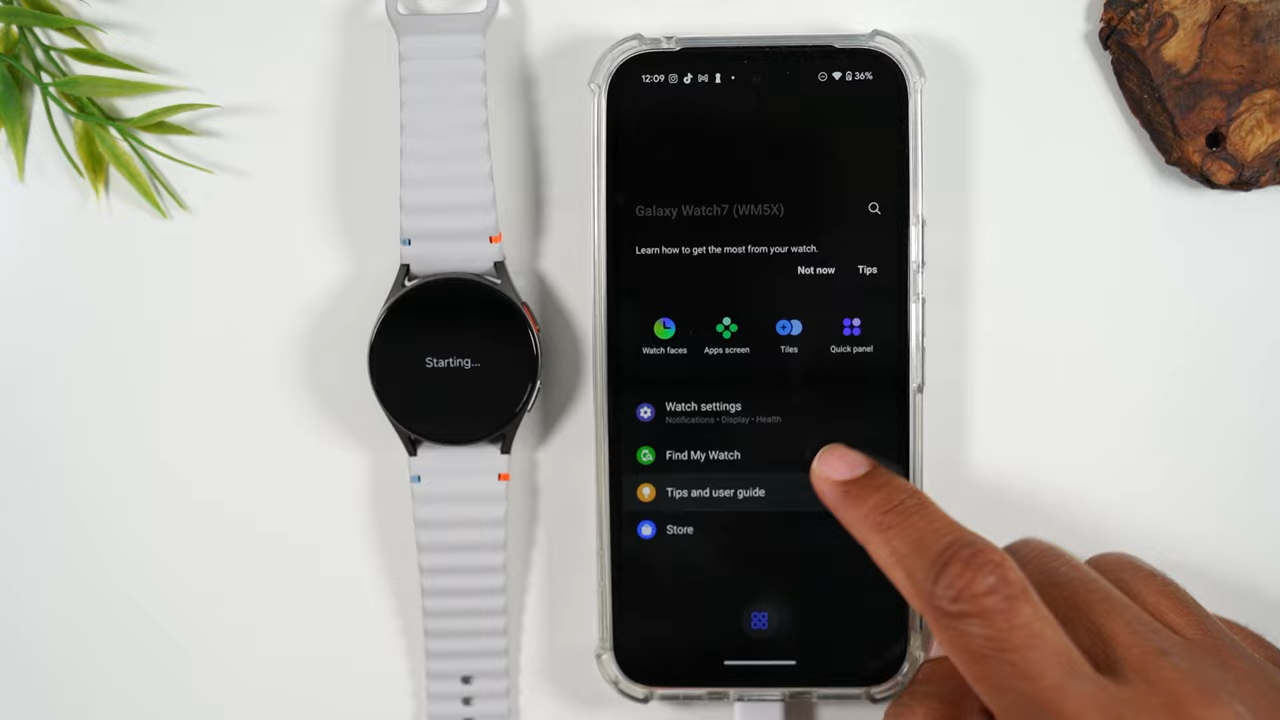 Starting...
12:09
36%
Galaxy Watch7 (WM5X)
Learn how to get the most from your watch.
Not now Tips
Watch faces Apps screen Tiles Quick panel
Watch settings
Notifications • Display • Health
Find My Watch
Tips and user guide
Store